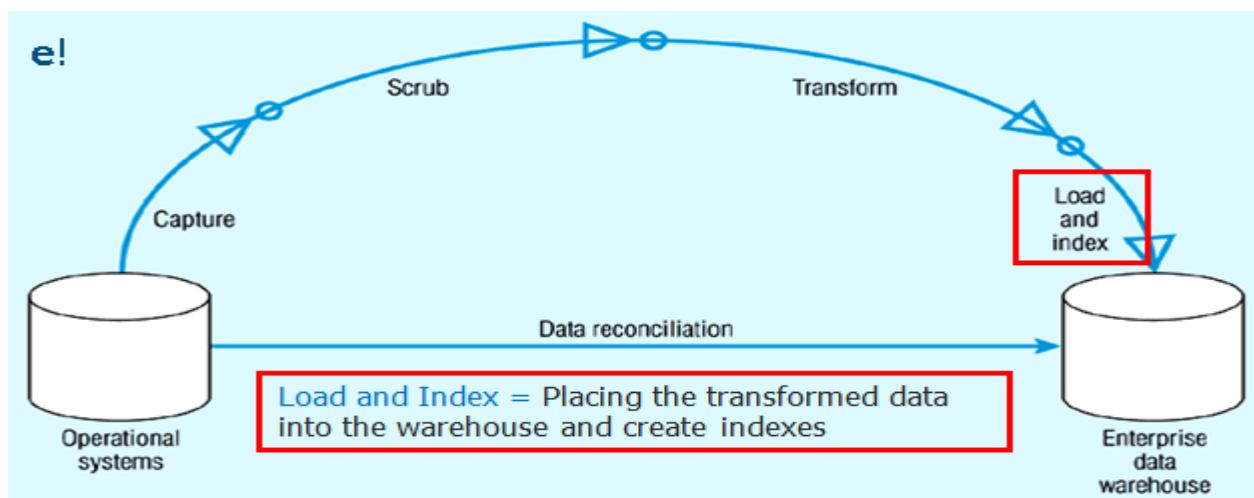 e!
Scrub
Transform
Capture
Load
and
index
Data reconciliation
Load and Index = Placing the transformed data
into the warehouse and create indexes
Operational
systems
Enterprise
data
warehouse